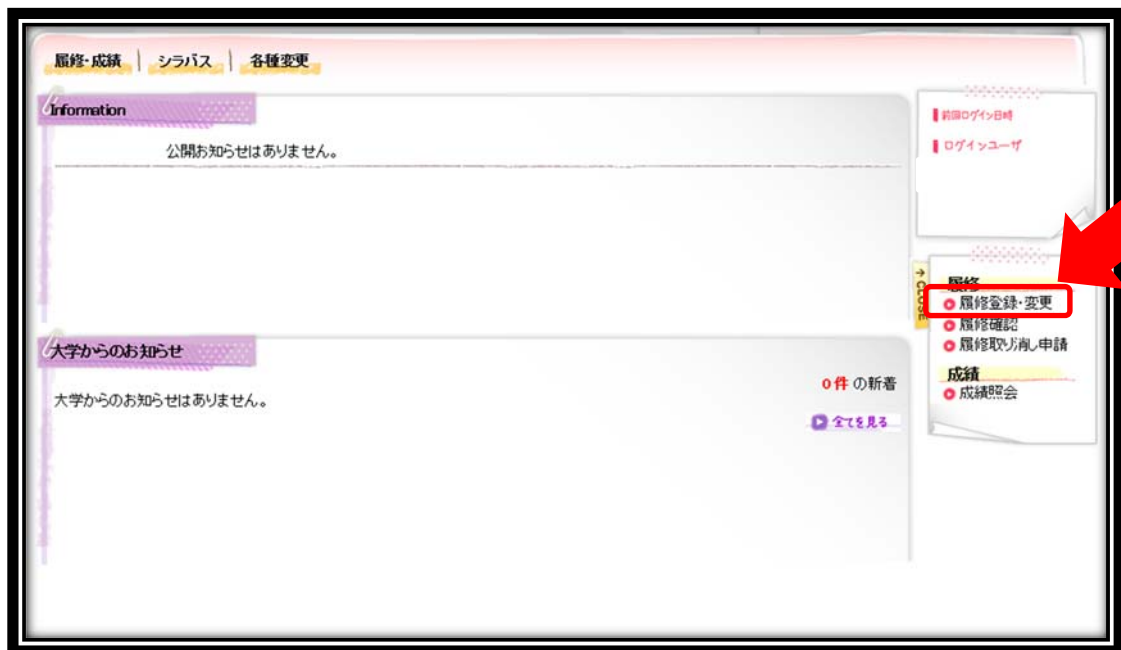 履修・成績 シラバス 各種変更
Information
公開お知らせはありません。
前回ログイン日時
ログインユーザ
↑ CLOSE
履修
履修登録・変更
履修確認
履修取り消し申請
成績
成績照会
大学からのお知らせ
0件 の新着
大学からのお知らせはありません。
全てを見る